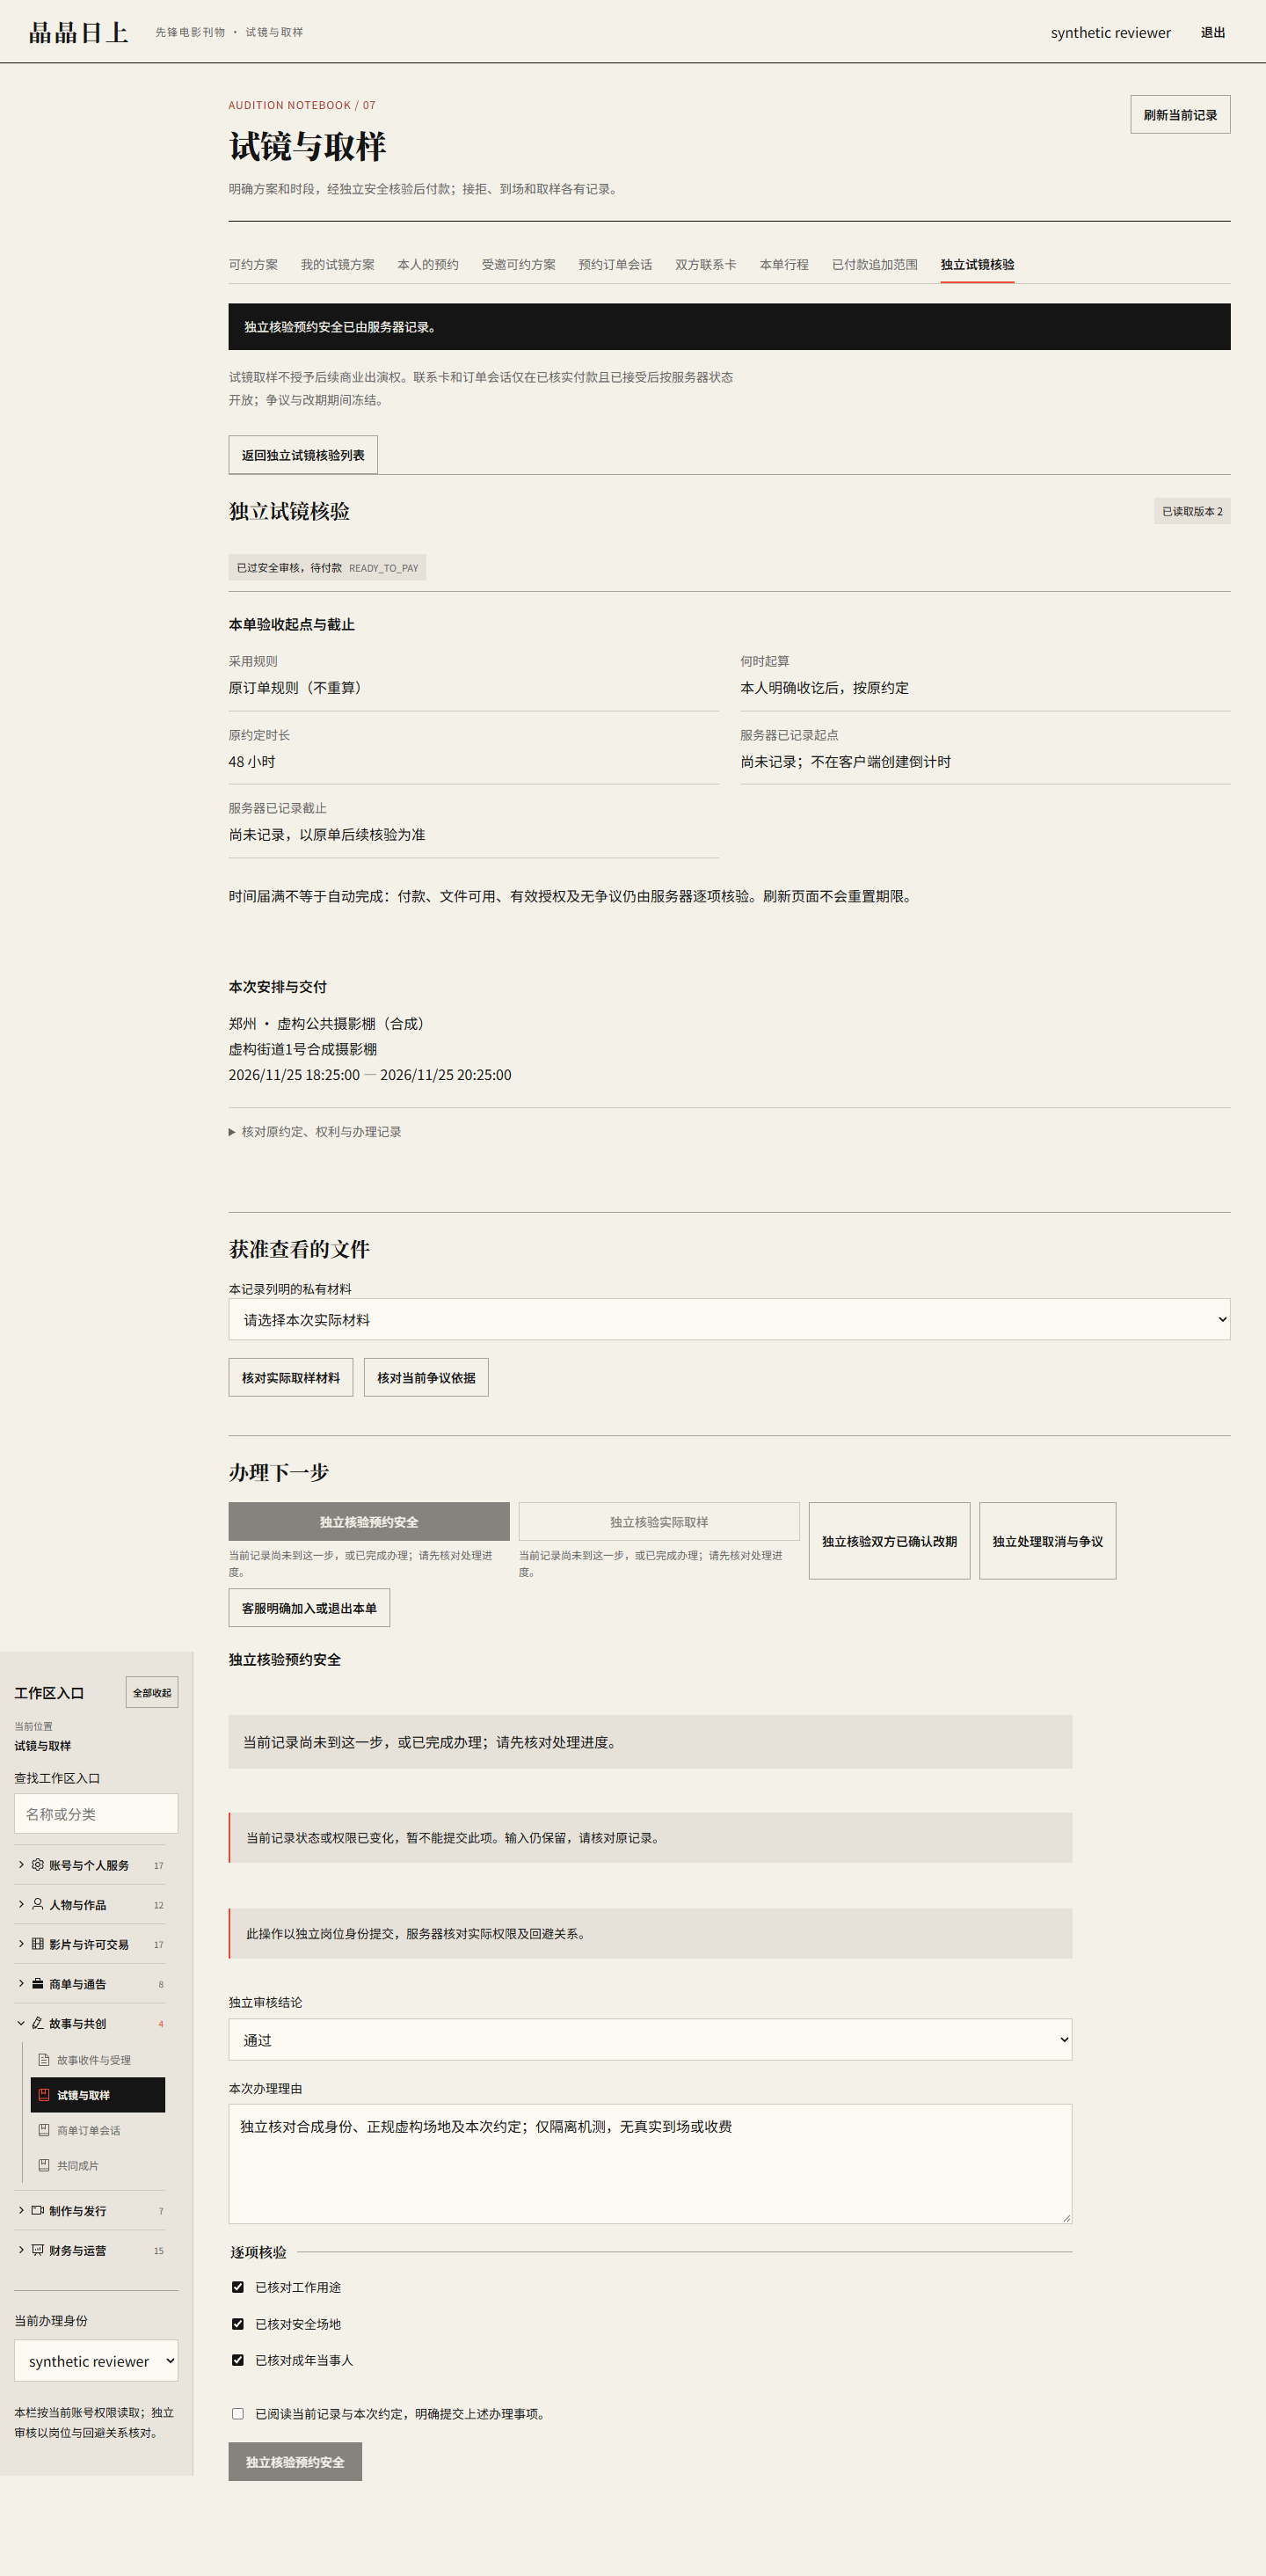 晶晶日上
先锋电影刊物 · 试镜与取样
synthetic reviewer
退出
AUDITION NOTEBOOK / 07
试镜与取样
刷新当前记录
明确方案和时段，经独立安全核验后付款；接拒、到场和取样各有记录。
可约方案
我的试镜方案
本人的预约
受邀可约方案
预约订单会话
双方联系卡
本单行程
已付款追加范围
独立试镜核验
独立核验预约安全已由服务器记录。
试镜取样不授予后续商业出演权。联系卡和订单会话仅在已核实付款且已接受后按服务器状态
开放；争议与改期期间冻结。
返回独立试镜核验列表
独立试镜核验
已读取版本 2
已过安全审核，待付款 READY_TO_PAY
本单验收起点与截止
采用规则
原订单规则（不重算）
何时起算
本人明确收讫后，按原约定
原约定时长
48 小时
服务器已记录起点
尚未记录；不在客户端创建倒计时
服务器已记录截止
尚未记录，以原单后续核验为准
时间届满不等于自动完成：付款、文件可用、有效授权及无争议仍由服务器逐项核验。刷新页面不会重置期限。
本次安排与交付
郑州 · 虚构公共摄影棚（合成）
虚构街道1号合成摄影棚
2026/11/25 18:25:00 — 2026/11/25 20:25:00
核对原约定、权利与办理记录
获准查看的文件
本记录列明的私有材料
请选择本次实际材料
核对实际取样材料
核对当前争议依据
办理下一步
独立核验预约安全
当前记录尚未到这一步，或已完成办理；请先核对处理进
度。
独立核验实际取样
当前记录尚未到这一步，或已完成办理；请先核对处理进
度。
独立核验双方已确认改期
独立处理取消与争议
客服明确加入或退出本单
独立核验预约安全
当前记录尚未到这一步，或已完成办理；请先核对处理进度。
当前记录状态或权限已变化，暂不能提交此项。输入仍保留，请核对原记录。
此操作以独立岗位身份提交，服务器核对实际权限及回避关系。
独立审核结论
通过
本次办理理由
独立核对合成身份、正规虚构场地及本次约定；仅隔离机测，无真实到场或收费
逐项核验
已核对工作用途
已核对安全场地
已核对成年当事人
已阅读当前记录与本次约定，明确提交上述办理事项。
独立核验预约安全
工作区入口
全部收起
当前位置
试镜与取样
查找工作区入口
名称或分类
账号与个人服务 17
人物与作品 12
影片与许可交易 17
商单与通告 8
故事与共创 4
故事收件与受理
试镜与取样
商单订单会话
共同成片
制作与发行 7
财务与运营 15
当前办理身份
synthetic reviewer
本栏按当前账号权限读取；独立
审核以岗位与回避关系核对。